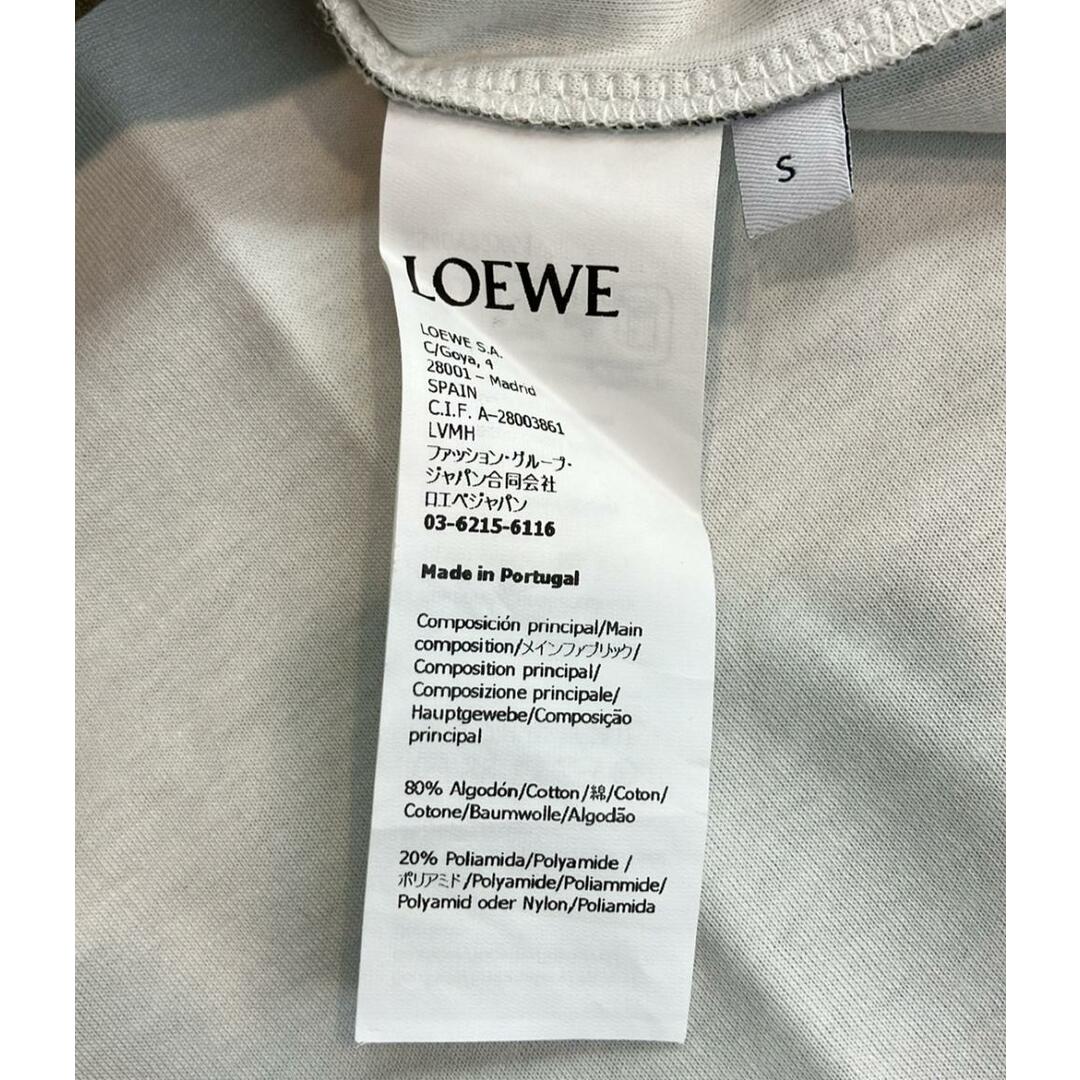 S
LOEWE
LOEWE S.A.
C/Goya, 4
28001 – Madrid
SPAIN
C.I.F. A-28003861
LVMH
ファッション・グループ・
ジャパン合同会社
ロエベジャパン
03-6215-6116
Made in Portugal
Composición principal/Main
composition/メインファブリック/
Composition principal/
Composizione principale/
Hauptgewebe/Composição
principal
80% Algodón/Cotton/綿/Coton/
Cotone/Baumwolle/Algodão
20% Poliamida/Polyamide /
ポリアミド/Polyamide/Poliammide/
Polyamid oder Nylon/Poliamida